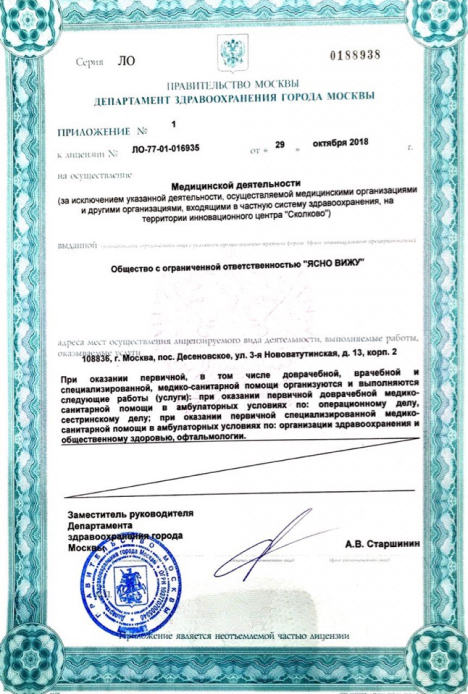 Серия ЛО 0188938
ПРАВИТЕЛЬСТВО МОСКВЫ
ДЕПАРТАМЕНТ ЗДРАВООХРАНЕНИЯ ГОРОДА МОСКВЫ
ПРИЛОЖЕНИЕ № 1
к лицензии № ЛО-77-01-016935 от « 29 » октября 2018 г.
на осуществление
Медицинской деятельности
(за исключением указанной деятельности, осуществляемой медицинскими организациями
и другими организациями, входящими в частную систему здравоохранения, на
территории инновационного центра "Сколково")
выданной
Общество с ограниченной ответственностью "ЯСНО ВИЖУ"
адреса мест осуществления лицензируемого вида деятельности, выполняемые работы,
оказываемые услуги
108836, г. Москва, пос. Десеновское, ул. 3-я Нововатутинская, д. 13, корп. 2
При оказании первичной, в том числе доврачебной, врачебной и
специализированной, медико-санитарной помощи организуются и выполняются
следующие работы (услуги): при оказании первичной доврачебной медико-
санитарной помощи в амбулаторных условиях по: операционному делу,
сестринскому делу; при оказании первичной специализированной медико-
санитарной помощи в амбулаторных условиях по: организации здравоохранения и
общественному здоровью, офтальмологии.
Заместитель руководителя
Департамента
здравоохранения города
Москвы
А.В. Старшинин
ПРАВИТЕЛЬСТВО МОСКВЫ
Приложение является неотъемлемой частью лицензии